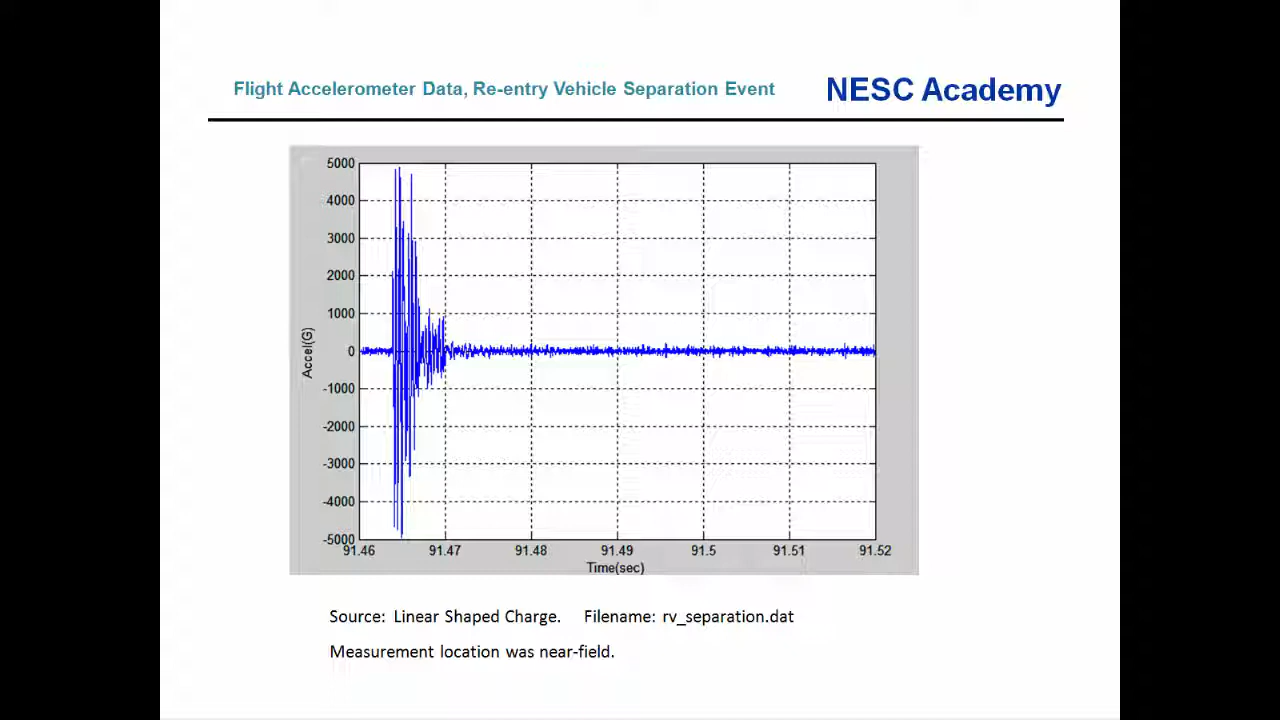 Flight Accelerometer Data, Re-entry Vehicle Separation Event
NESC Academy
5000
4000
3000
2000
1000
0
-1000
-2000
-3000
-4000
-5000
Accel(G)
91.46 91.47 91.48 91.49 91.5 91.51 91.52
Time(sec)
Source: Linear Shaped Charge. Filename: rv_separation.dat
Measurement location was near-field.